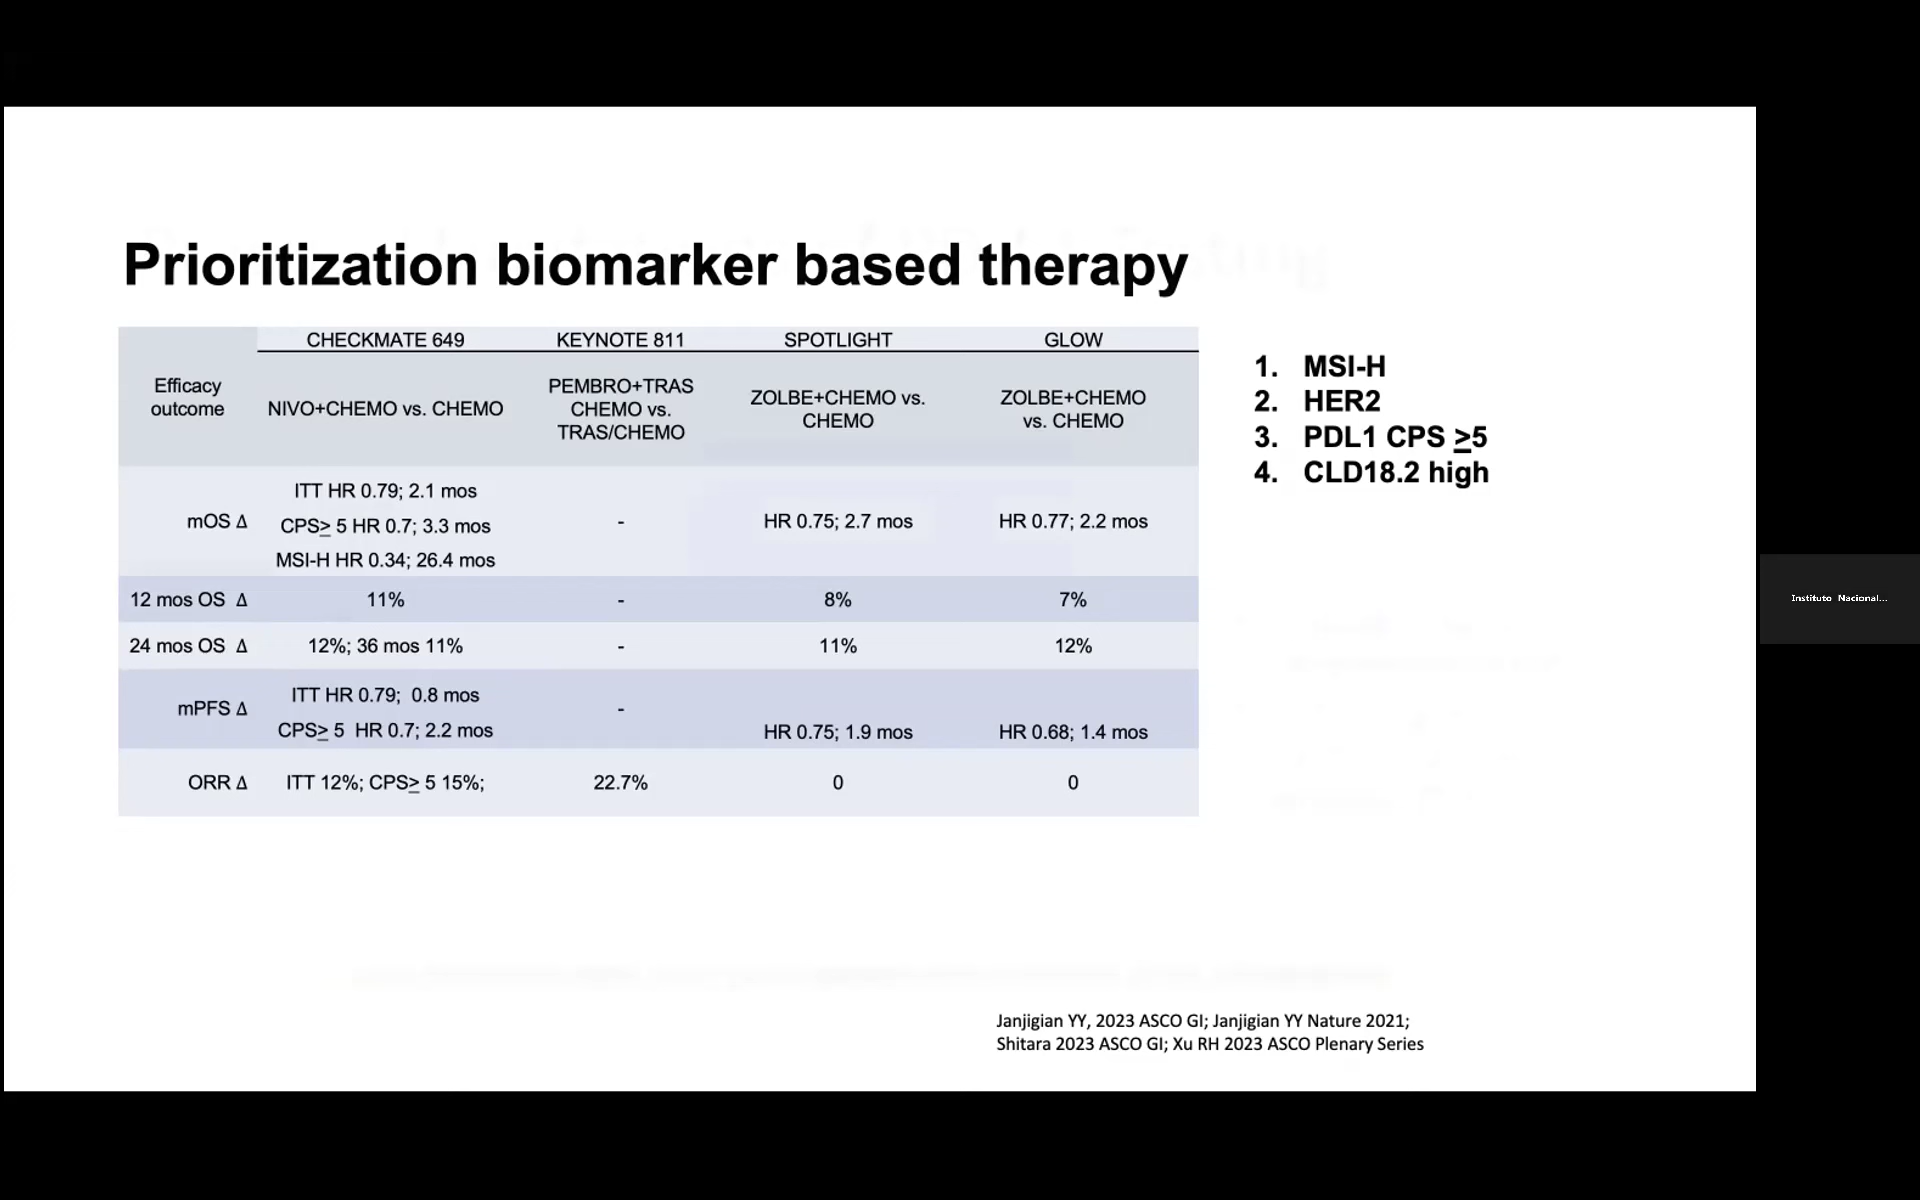 Prioritization biomarker based therapy
CHECKMATE 649 KEYNOTE 811 SPOTLIGHT GLOW
Efficacy
outcome
NIVO+CHEMO vs. CHEMO
PEMBRO+TRAS
CHEMO vs.
TRAS/CHEMO
ZOLBE+CHEMO vs.
CHEMO
ZOLBE+CHEMO
vs. CHEMO
mOS Δ
ITT HR 0.79; 2.1 mos
CPS≥ 5 HR 0.7; 3.3 mos
MSI-H HR 0.34; 26.4 mos
-
HR 0.75; 2.7 mos
HR 0.77; 2.2 mos
12 mos OS Δ 11% - 8% 7%
24 mos OS Δ 12%; 36 mos 11% - 11% 12%
mPFS Δ
ITT HR 0.79; 0.8 mos
CPS≥ 5 HR 0.7; 2.2 mos
-
HR 0.75; 1.9 mos
HR 0.68; 1.4 mos
ORR Δ ITT 12%; CPS≥ 5 15%; 22.7% 0 0
1. MSI-H
2. HER2
3. PDL1 CPS ≥5
4. CLD18.2 high
Instituto Nacional...
Janjigian YY, 2023 ASCO GI; Janjigian YY Nature 2021;
Shitara 2023 ASCO GI; Xu RH 2023 ASCO Plenary Series